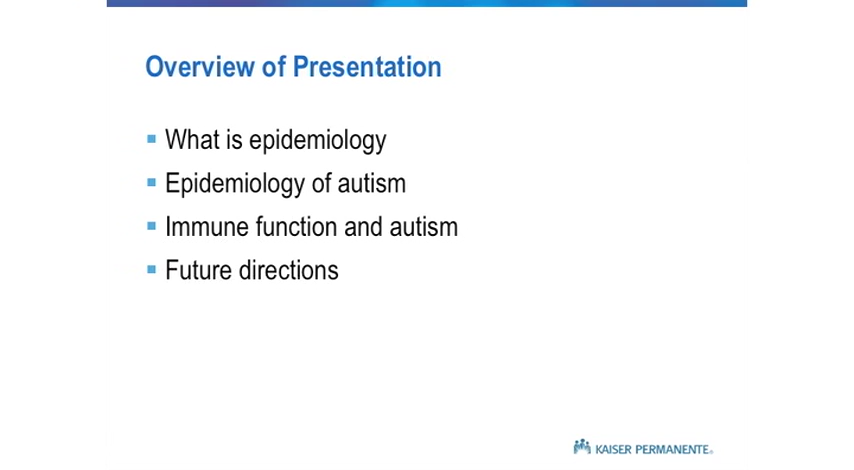 Overview of Presentation
What is epidemiology
Epidemiology of autism
Immune function and autism
Future directions
KAISER PERMANENTE®